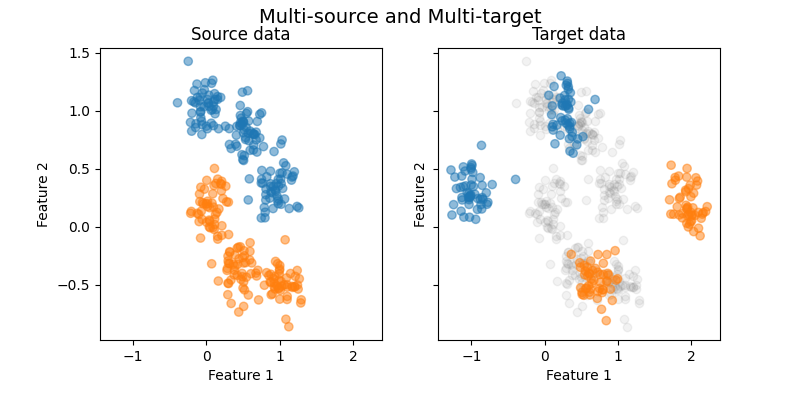 Multi-source and Multi-target
Source data
Target data
1.5
1.0
0.5
0.0
−0.5
−1
0
1
2
−1
0
1
2
Feature 2
Feature 2
Feature 1
Feature 1